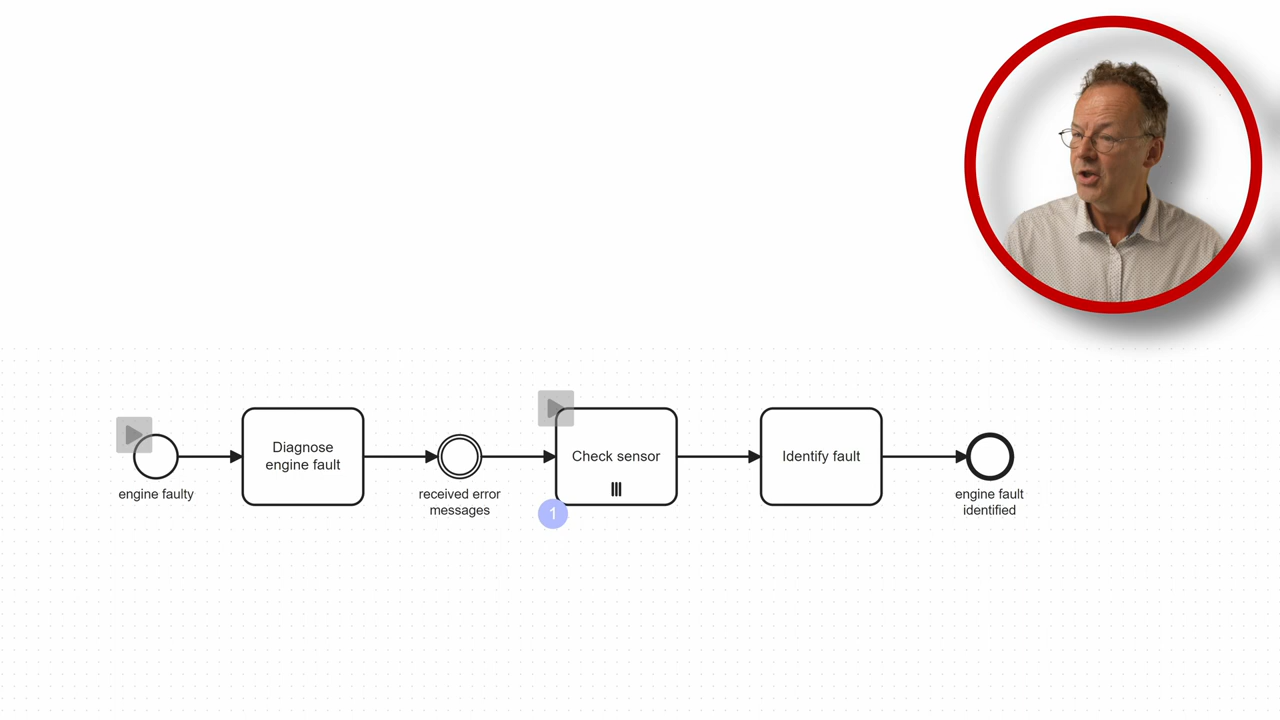 Diagnose
engine fault
Check sensor
Identify fault
engine faulty
received error
messages
engine fault
identified
1